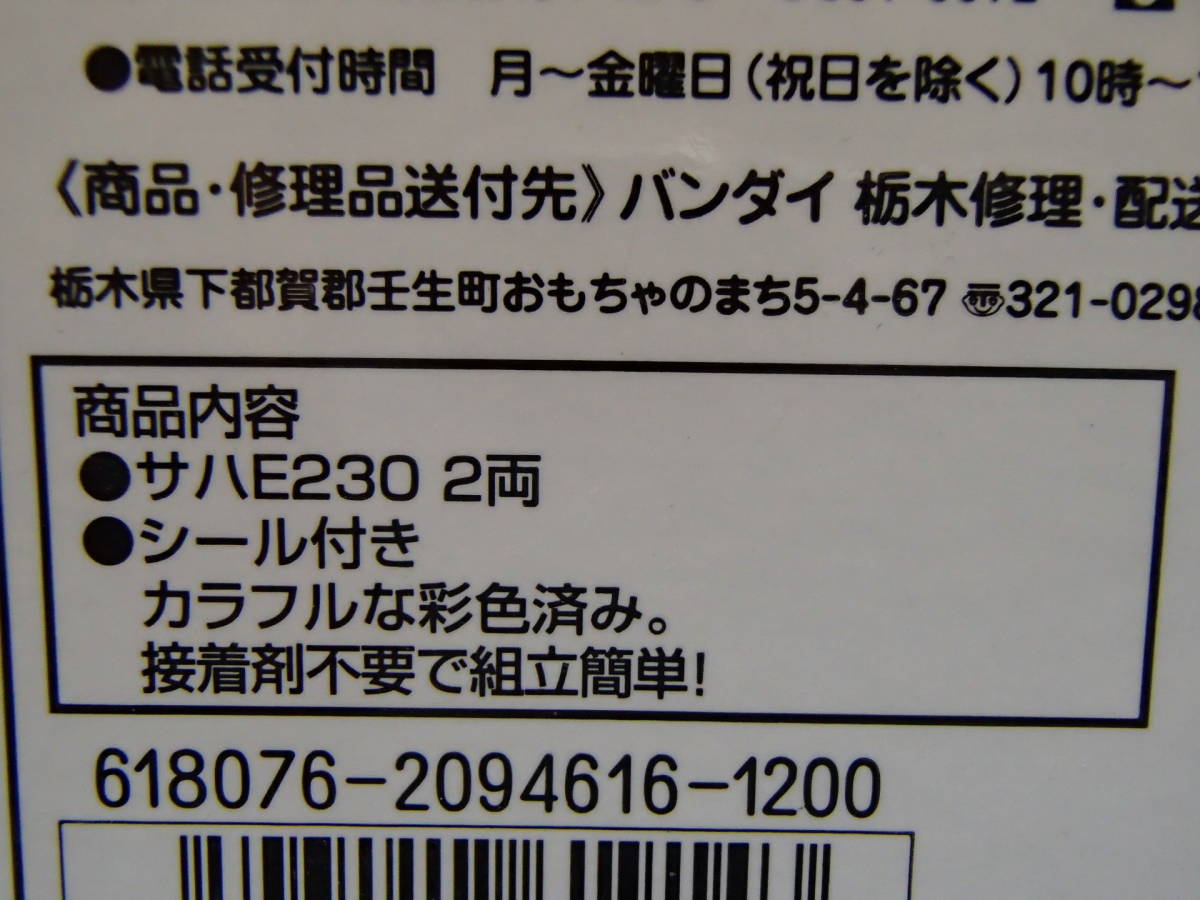 ●電話受付時間 月〜金曜日(祝日を除く)10時〜
《商品・修理品送付先》バンダイ 栃木修理・配送
栃木県下都賀郡壬生町おもちゃのまち5-4-67 〠321-0298
商品内容
●サハE230 2両
●シール付き
カラフルな彩色済み。
接着剤不要で組立簡単!
618076-2094616-1200